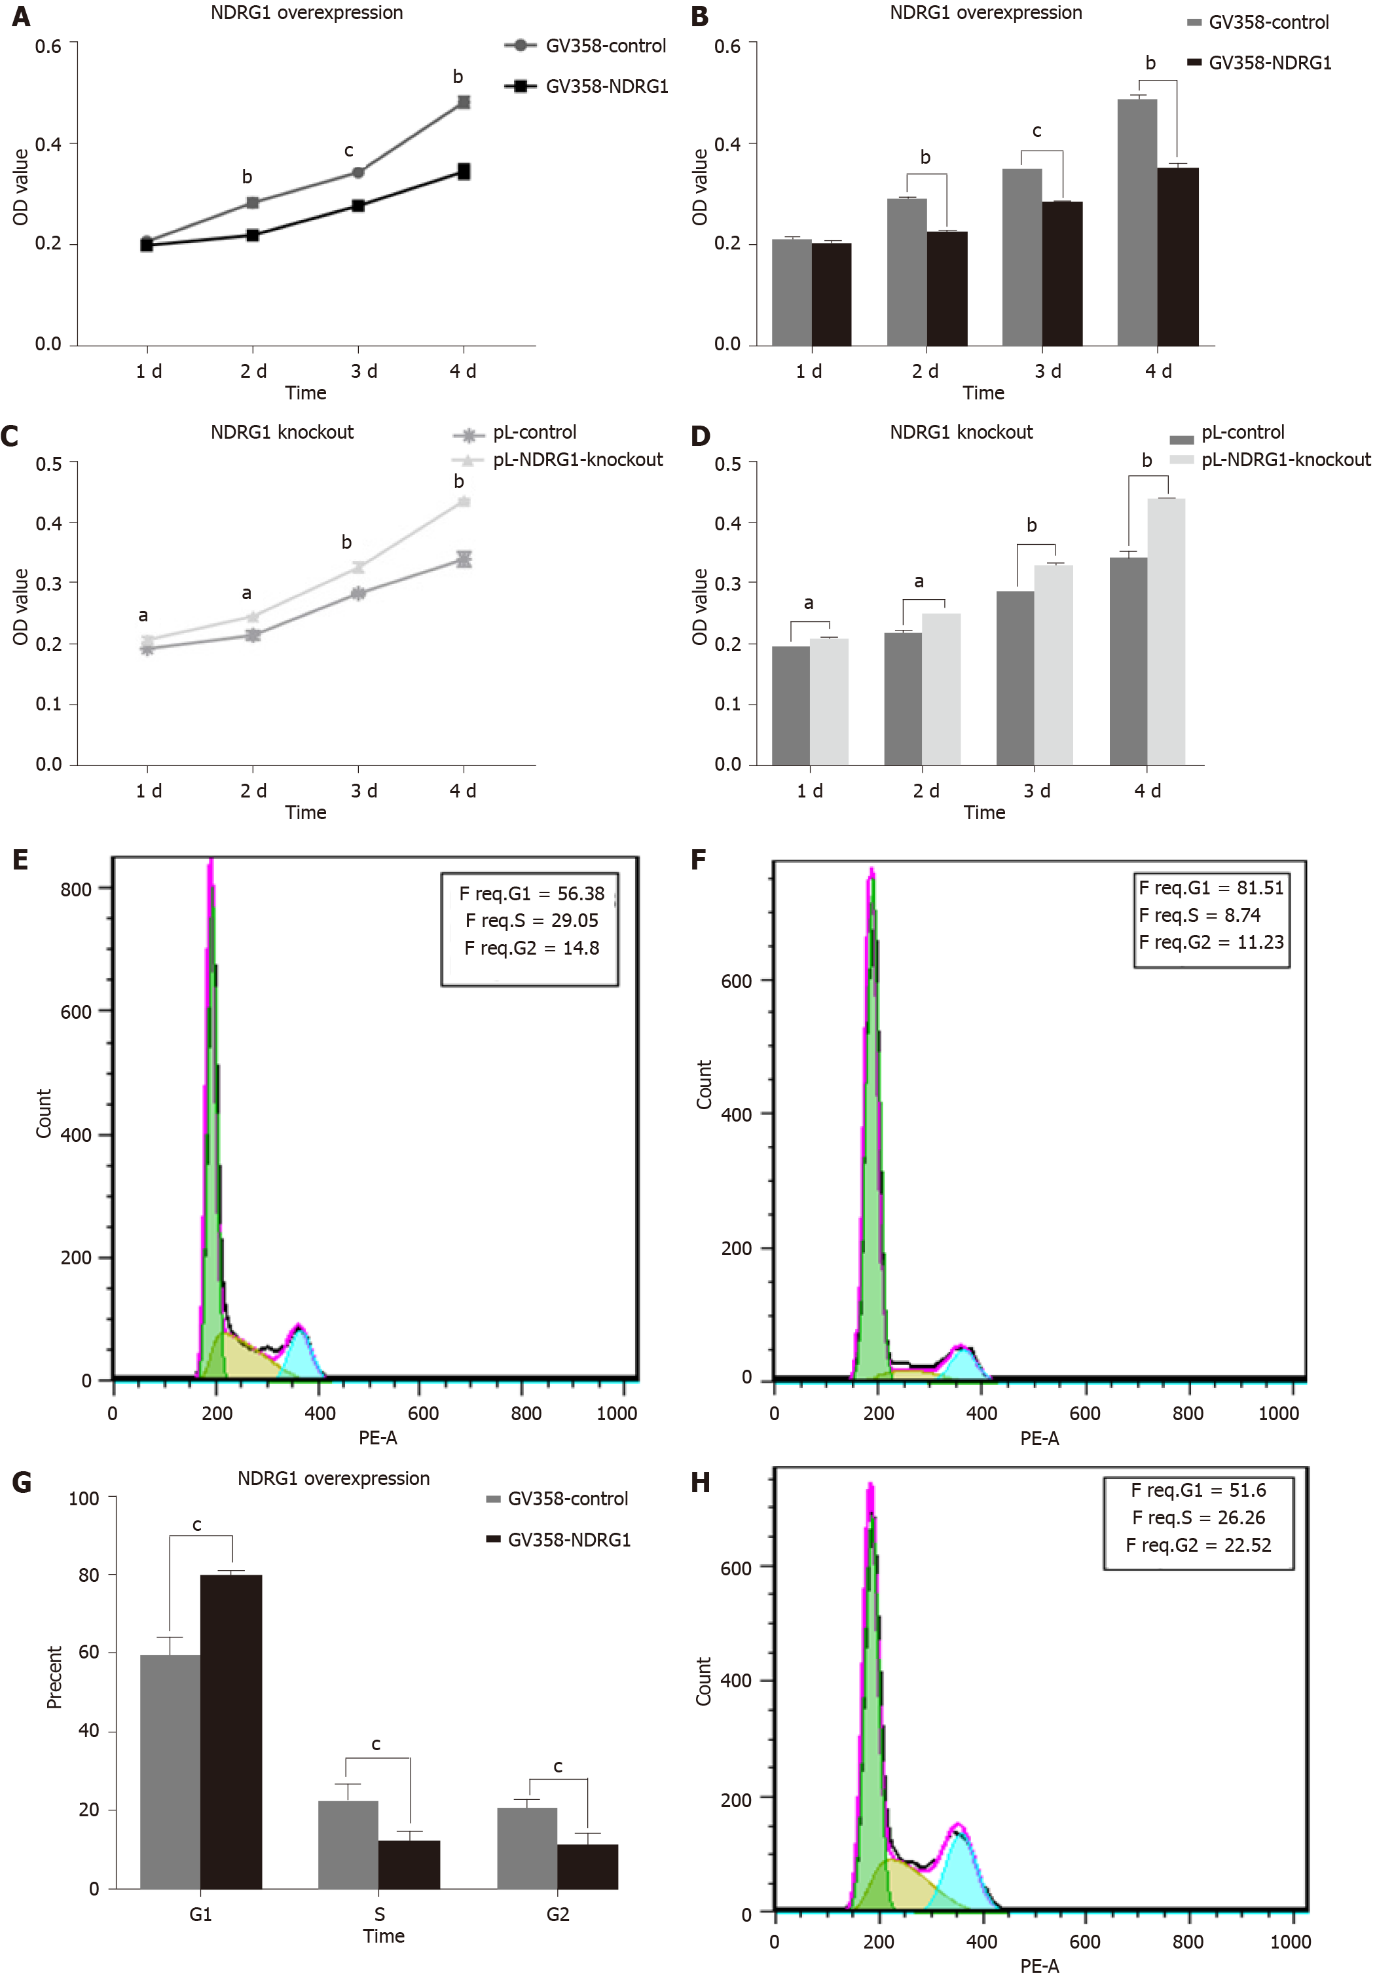 A
NDRG1 overexpression
GV358-control
GV358-NDRG1
OD value
0.6
0.4
0.2
0.0
b
c
b
1 d 2 d 3 d 4 d
Time
B
NDRG1 overexpression
GV358-control
GV358-NDRG1
OD value
0.6
0.4
0.2
0.0
b
c
b
1 d 2 d 3 d 4 d
Time
C
NDRG1 knockout
pL-control
pL-NDRG1-knockout
OD value
0.5
0.4
0.3
0.2
0.1
0.0
a
a
b
b
1 d 2 d 3 d 4 d
Time
D
NDRG1 knockout
pL-control
pL-NDRG1-knockout
OD value
0.5
0.4
0.3
0.2
0.1
0.0
a
a
b
b
1 d 2 d 3 d 4 d
Time
E
F req.G1 = 56.38
F req.S = 29.05
F req.G2 = 14.8
Count
800
600
400
200
0
0 200 400 600 800 1000
PE-A
F
F req.G1 = 81.51
F req.S = 8.74
F req.G2 = 11.23
Count
600
400
200
0
0 200 400 600 800 1000
PE-A
G
NDRG1 overexpression
GV358-control
GV358-NDRG1
Precent
100
80
60
40
20
0
c
c
c
G1 S G2
Time
H
F req.G1 = 51.6
F req.S = 26.26
F req.G2 = 22.52
Count
600
400
200
0
0 200 400 600 800 1000
PE-A